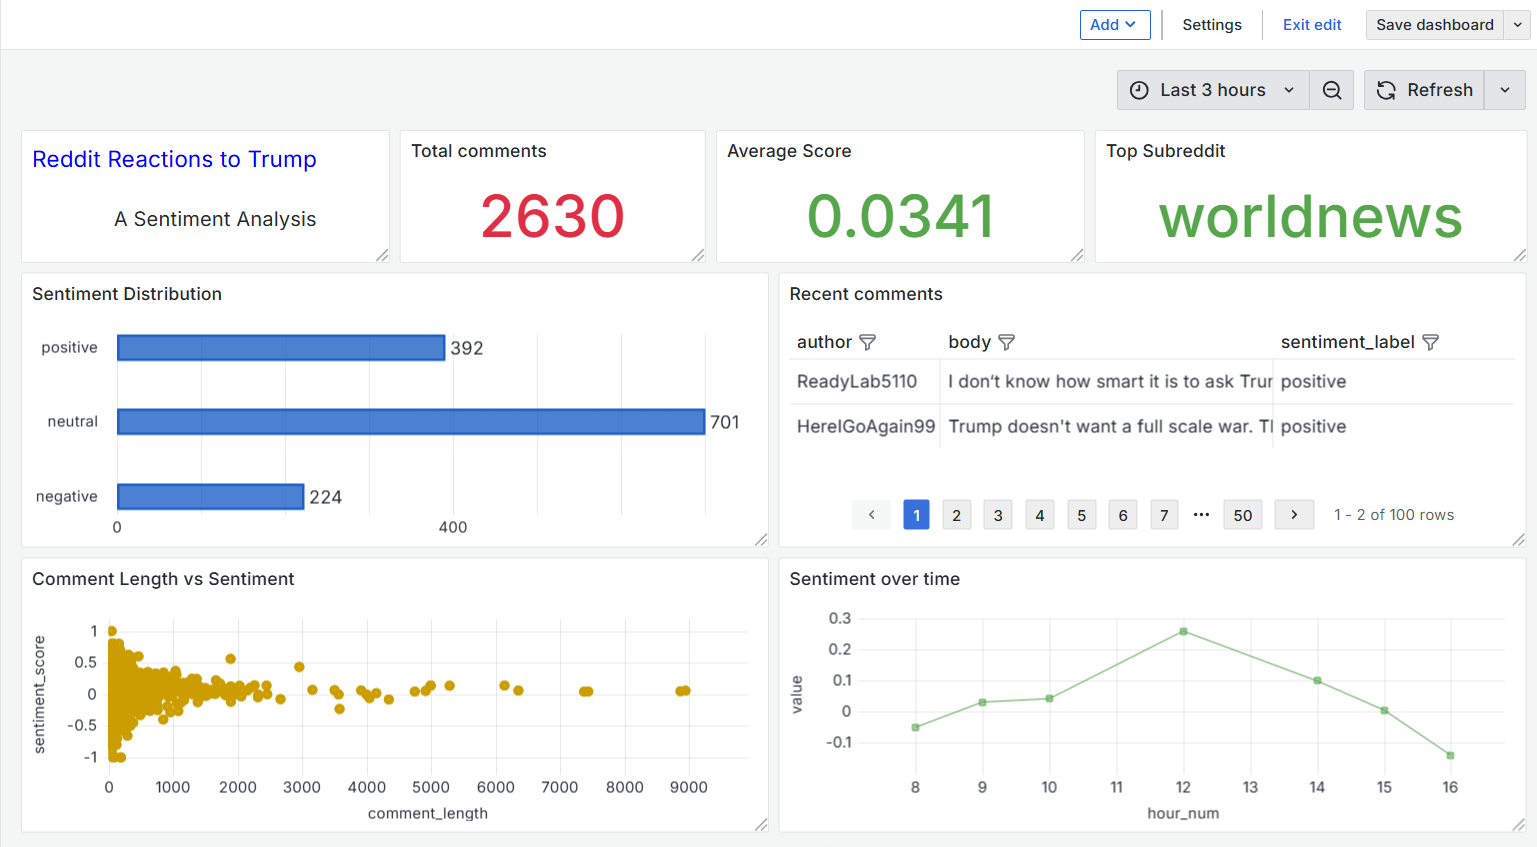 Add
Settings
Exit edit
Save dashboard
Last 3 hours
Refresh
Reddit Reactions to Trump
A Sentiment Analysis
Total comments
2630
Average Score
0.0341
Top Subreddit
worldnews
Sentiment Distribution
positive
392
neutral
701
negative
224
0
400
Recent comments
author body sentiment_label
ReadyLab5110 I don't know how smart it is to ask positive
HereIGoAgain99 Trump doesn't want a full scale war. positive
1 2 3 4 5 6 7 ••• 50 1 - 2 of 100 rows
Comment Length vs Sentiment
1
0.5
0
-0.5
-1
sentiment_score
0 1000 2000 3000 4000 5000 6000 7000 8000 9000
comment_length
Sentiment over time
0.3
0.2
0.1
0
-0.1
value
8 9 10 11 12 13 14 15 16
hour_num